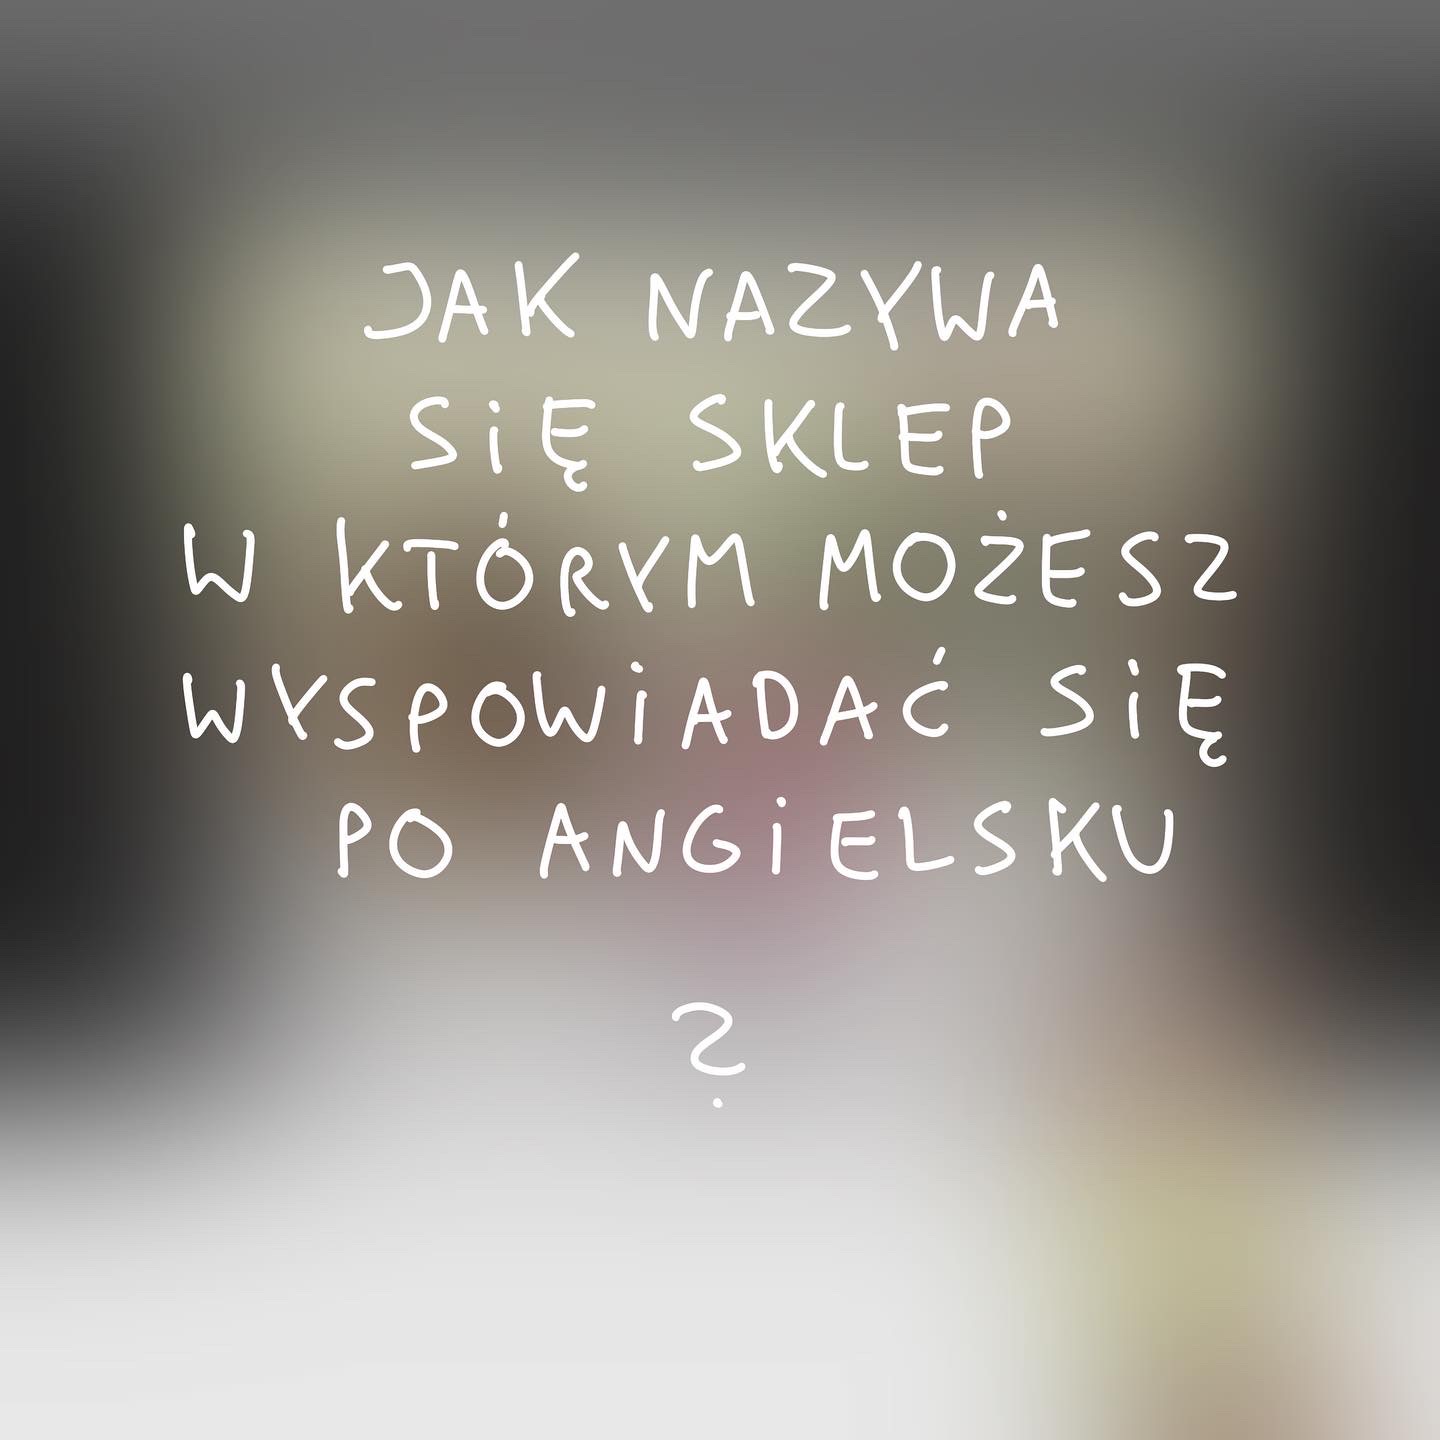 JAK NAZYWA
SIĘ SKLEP
W KTÓRYM MOŻESZ
WYSPOWIADAĆ SIĘ
PO ANGIELSKU
?